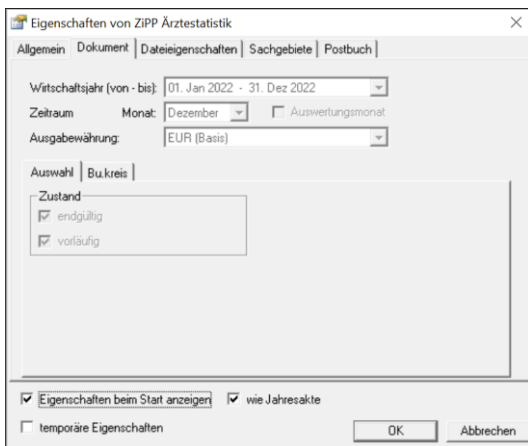 Eigenschaften von ZiPP Ärztestatistik
Allgemein Dokument Dateieigenschaften Sachgebiete Postbuch
Wirtschaftsjahr (von - bis): 01. Jan 2022 - 31. Dez 2022
Zeitraum Monat: Dezember Auswertungsmonat
Ausgabewährung: EUR (Basis)
Auswahl Bu.kreis
Zustand
endgültig
vorläufig
Eigenschaften beim Start anzeigen wie Jahresakte
temporäre Eigenschaften OK Abbrechen